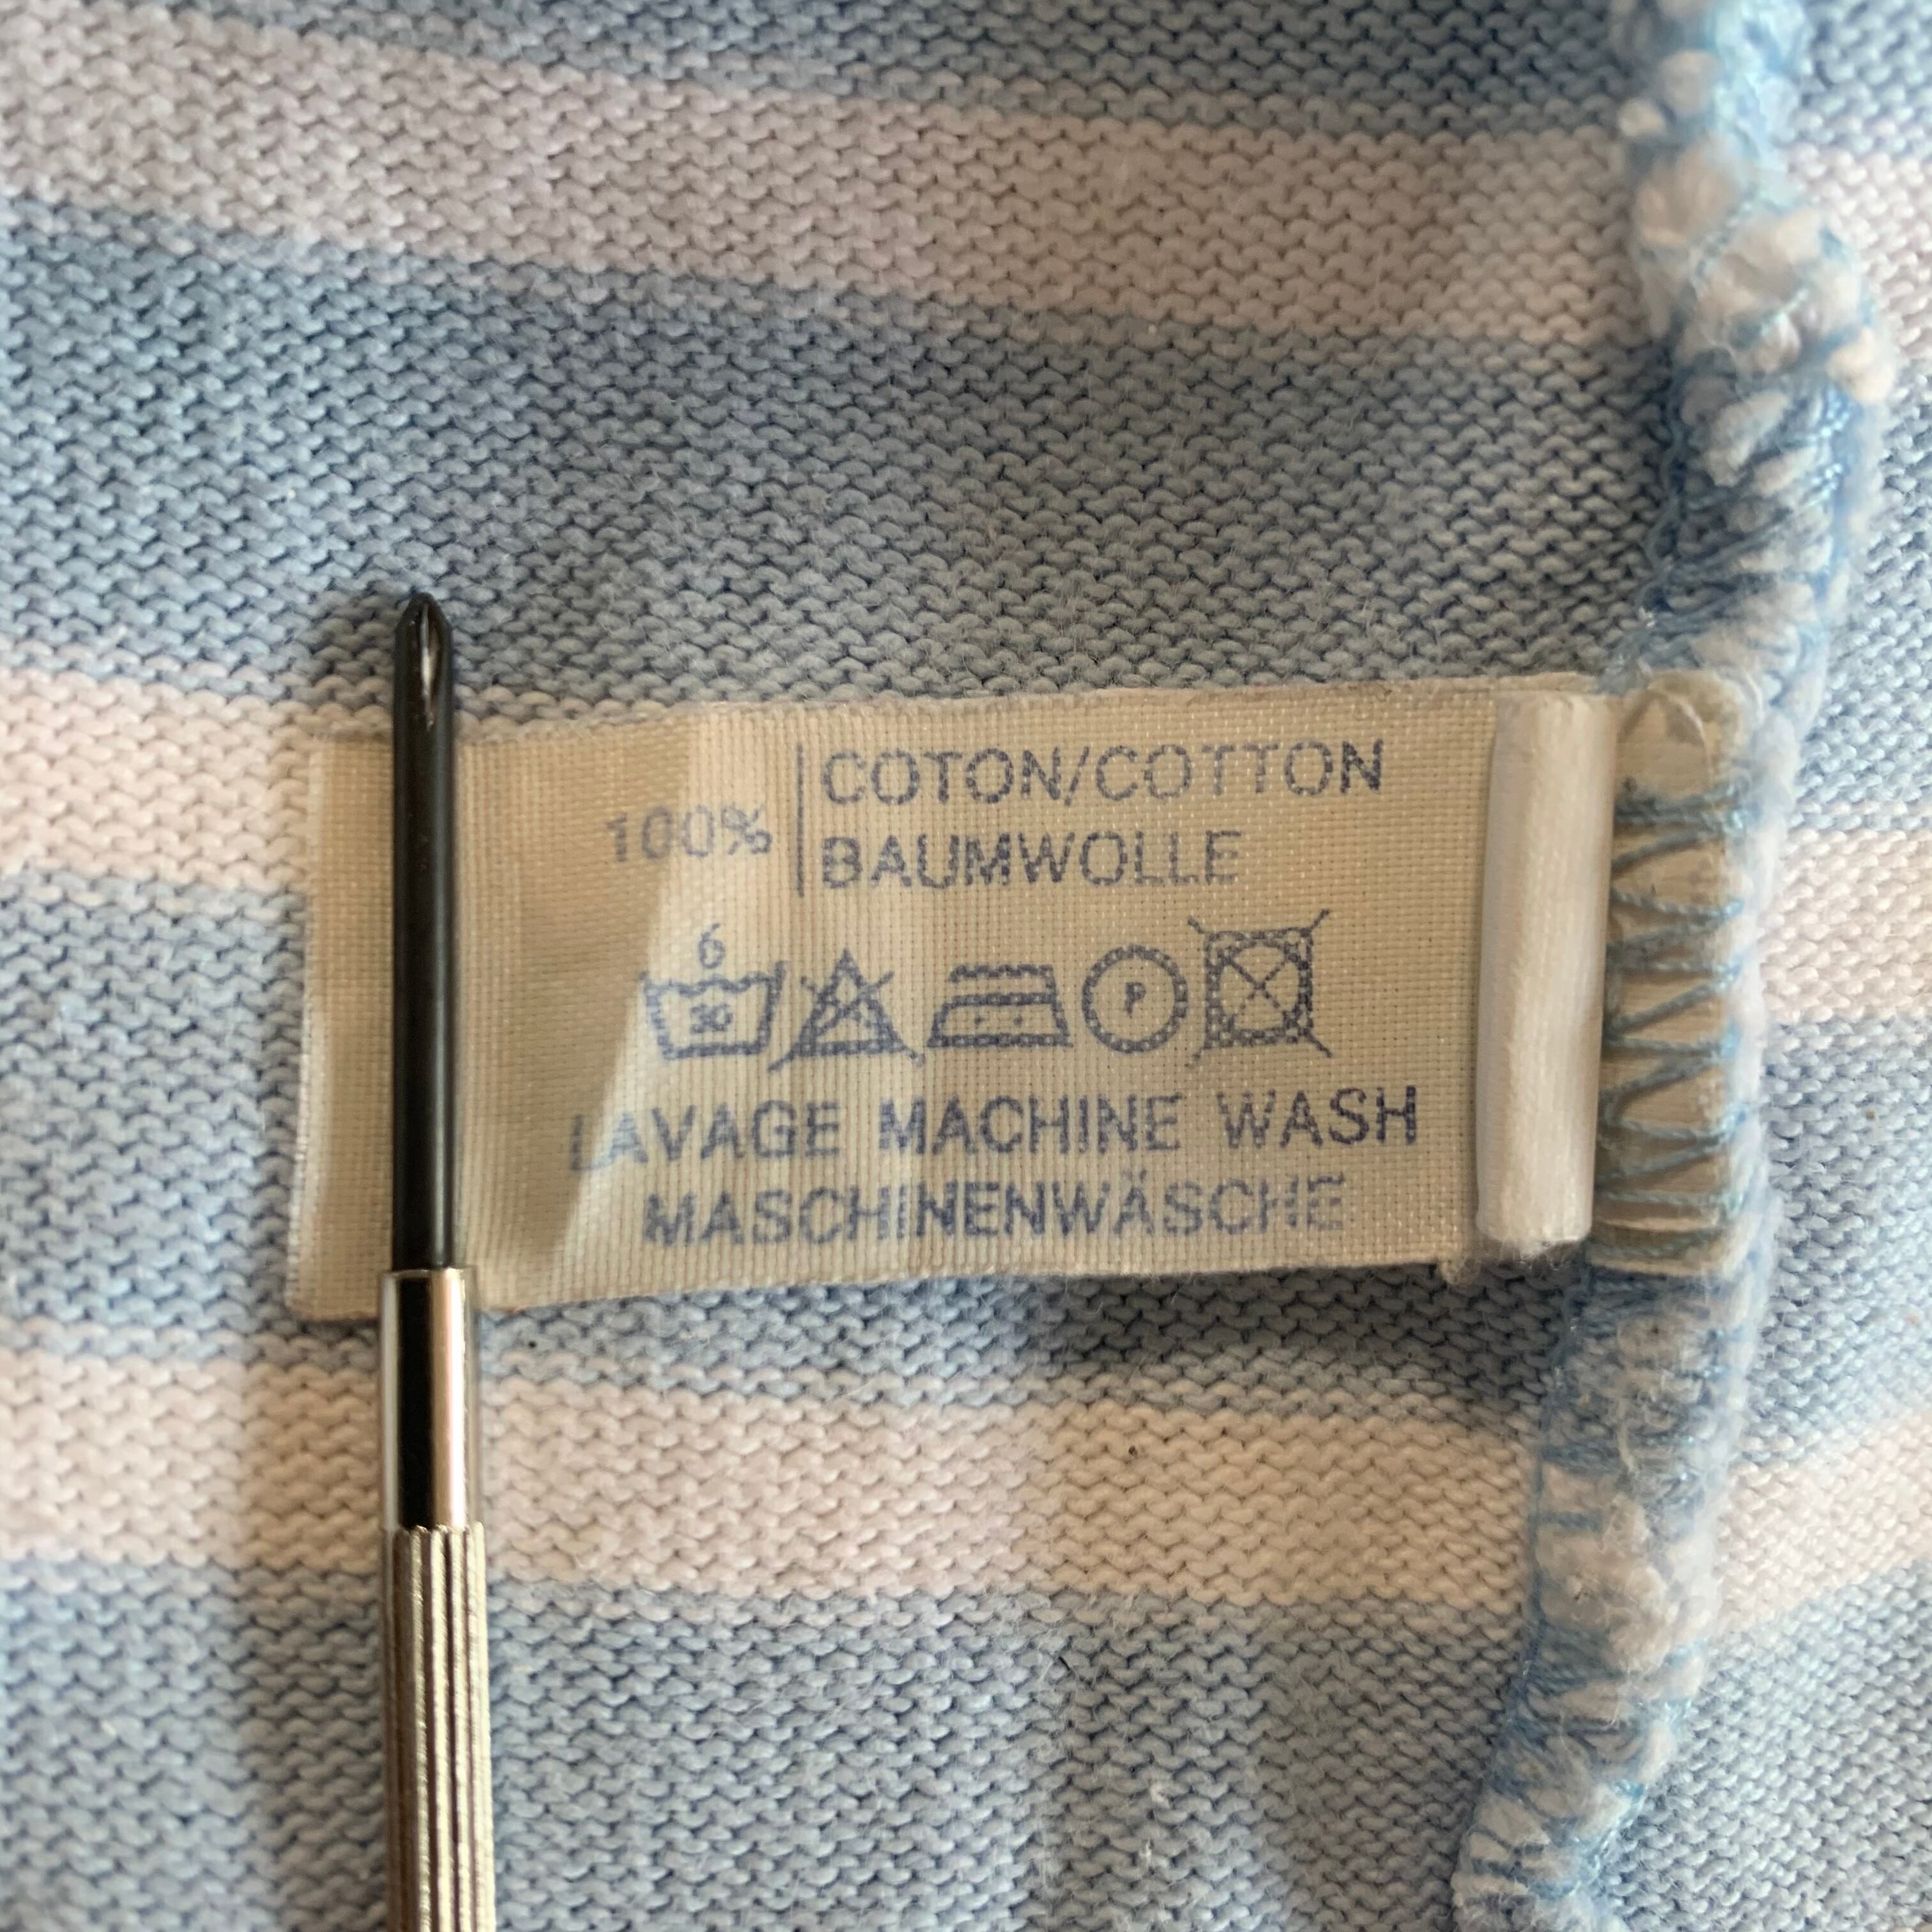 100% COTON/COTTON
BAUMWOLLE
6
30
P
LAVAGE MACHINE WASH
MASCHINENWÄSCHE